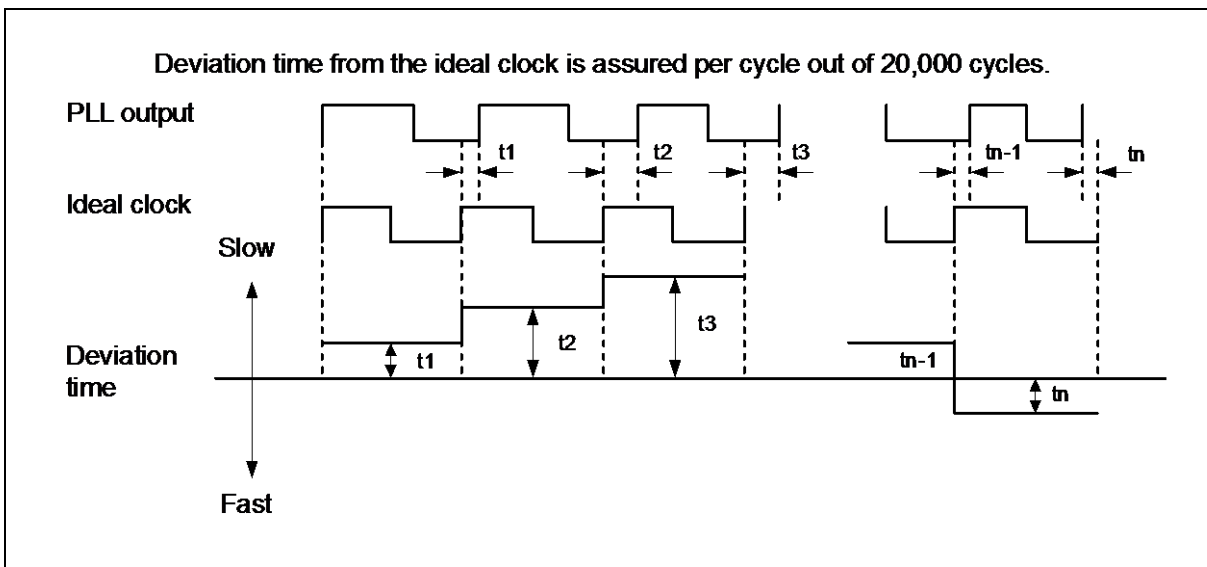 Deviation time from the ideal clock is assured per cycle out of 20,000 cycles.
PLL output
t1
t2
t3
tn-1
tn
Ideal clock
Slow
t1
t2
t3
tn-1
tn
Deviation
time
Fast